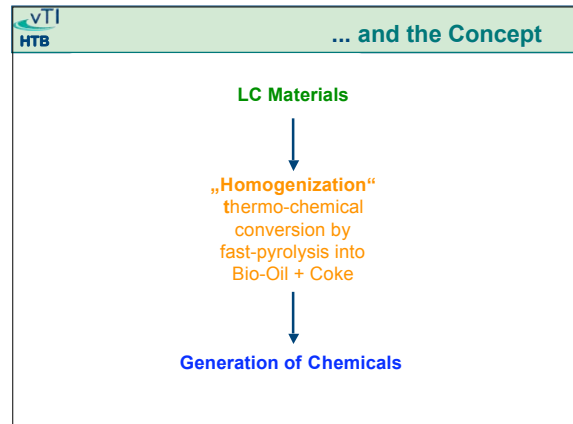 vTI
HTB
... and the Concept
LC Materials
„Homogenization“
thermo-chemical
conversion by
fast-pyrolysis into
Bio-Oil + Coke
Generation of Chemicals